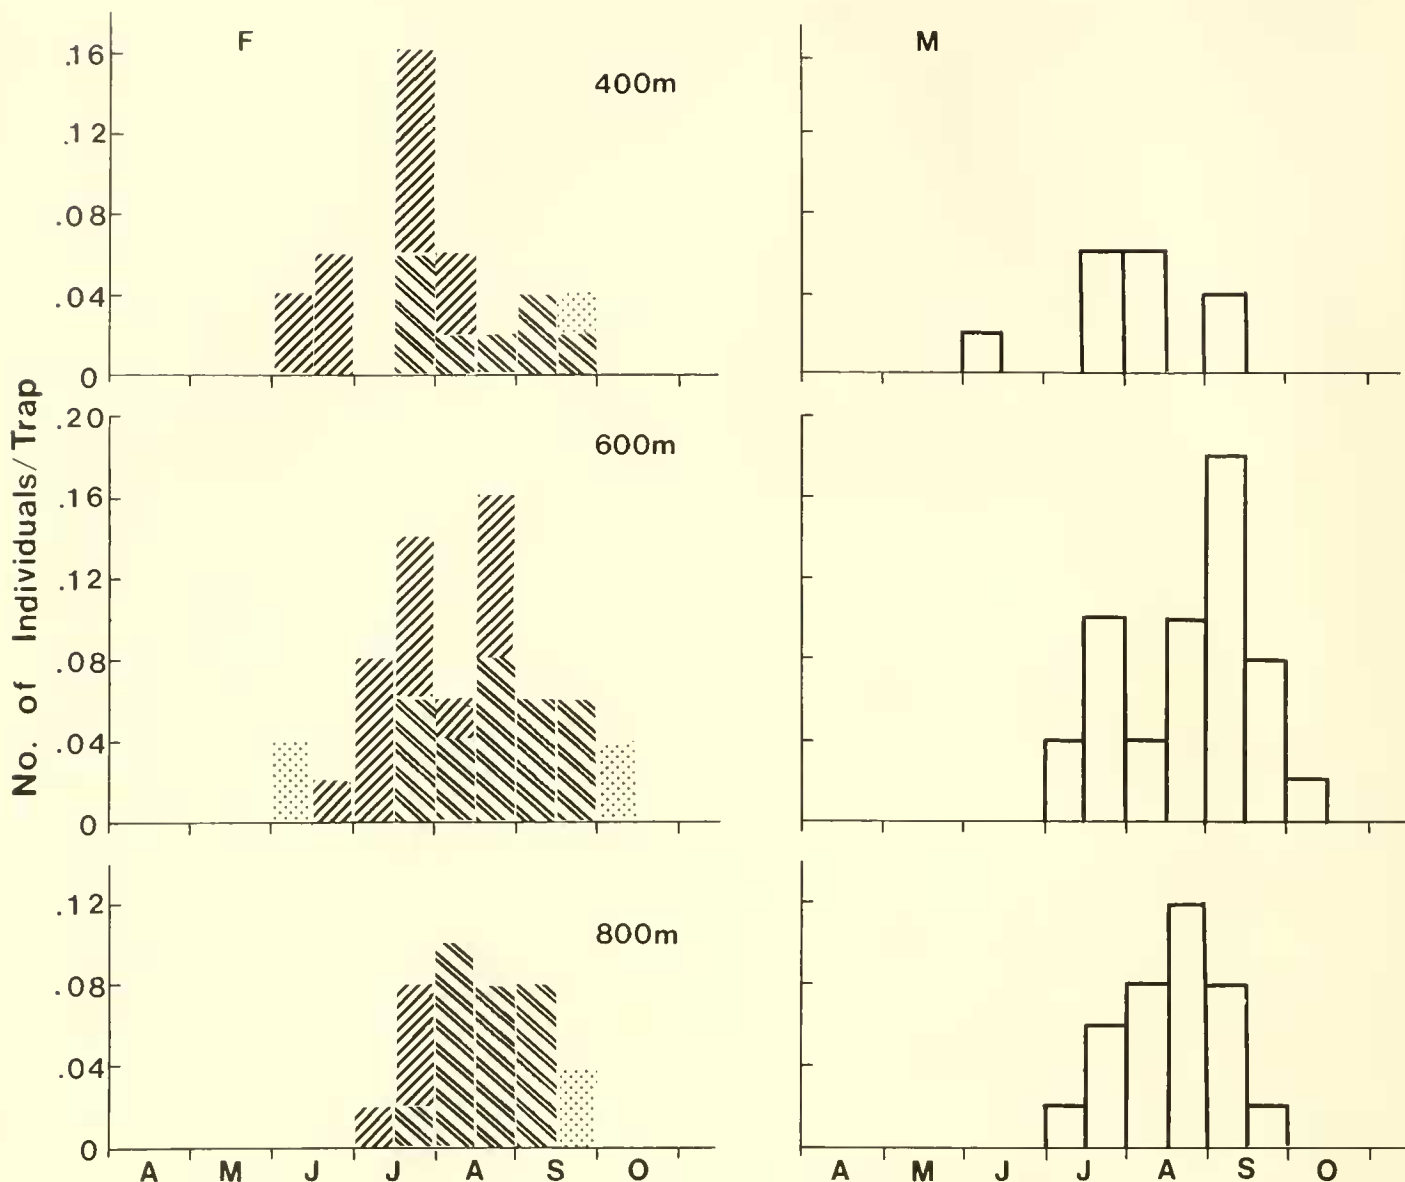 F
M
400m
.16
.12
.08
.04
0
No. of Individuals/Trap
600m
.20
.16
.12
.08
.04
0
800m
.12
.08
.04
0
A M J J A S O
A M J J A S O